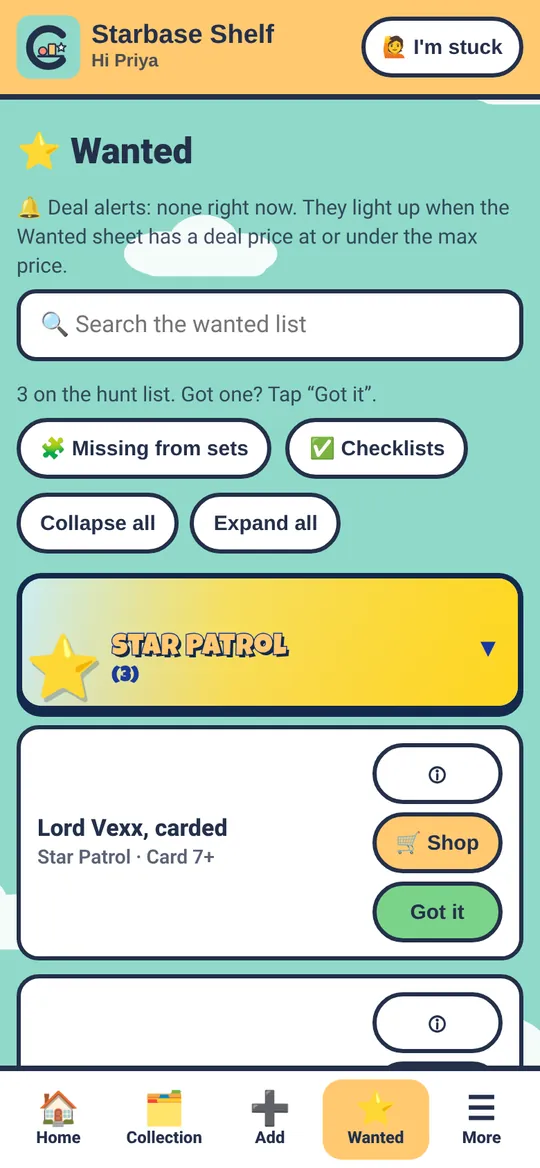 Starbase Shelf
Hi Priya
🙋 I'm stuck
⭐ Wanted
🔔 Deal alerts: none right now. They light up when the
Wanted sheet has a deal price at or under the max
price.
🔍 Search the wanted list
3 on the hunt list. Got one? Tap “Got it”.
🧩 Missing from sets
✅ Checklists
Collapse all
Expand all
STAR PATROL
(3)
▼
Lord Vexx, carded
Star Patrol · Card 7+
ⓘ
🛒 Shop
Got it
ⓘ
Home
Collection
Add
Wanted
More